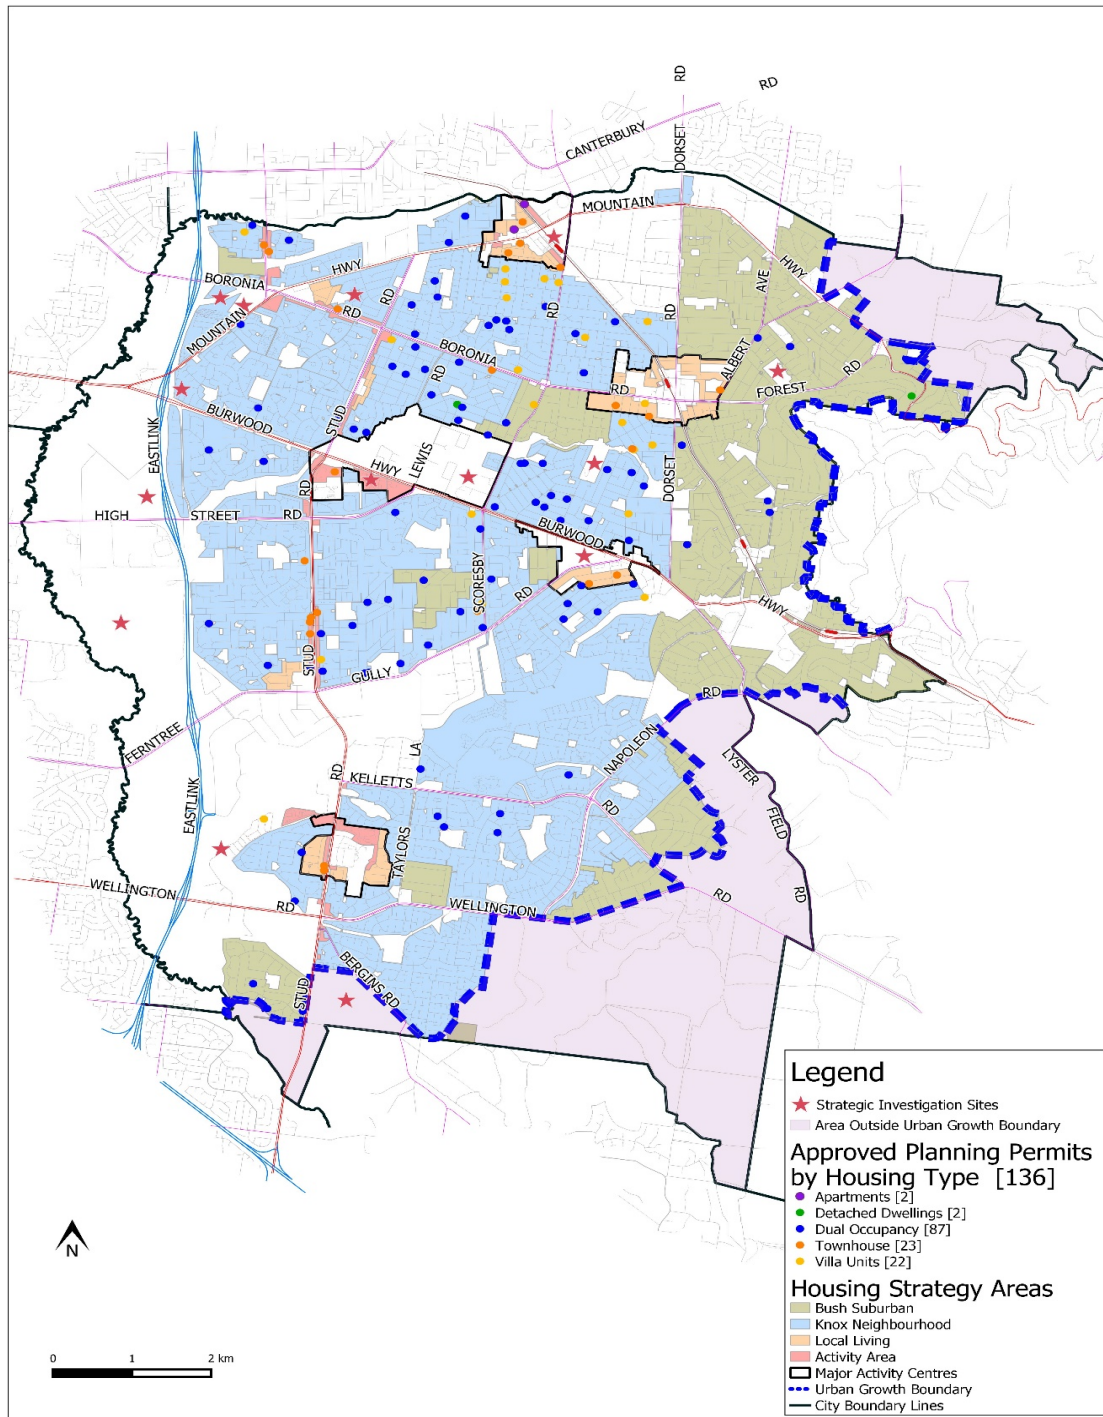 RD
RD
CANTERBURY
DORSET
MOUNTAIN
HWY
HWY
BORONIA
AVE
RD
MOUNTAIN
RD
RD
RD
BORONIA
ALBERT
RD
RD
RD
FOREST
STUD
BURWOOD
EASTLINK
LEWIS
HWY
RD
DORSET
HIGH
STREET
RD
BURWOOD
SCORESBY
RD
HWY
STUD
GULLY
RD
FERNTREE
LA
NAPOLEON
LYSTER
RD
KELLETTS
FIELD
EASTLINK
RD
TAYLORS
WELLINGTON
RD
WELLINGTON
RD
RD
BERGINS RD
STUD
N
0 1 2 km
Legend
Strategic Investigation Sites
Area Outside Urban Growth Boundary
Approved Planning Permits
by Housing Type [136]
Apartments [2]
Detached Dwellings [2]
Dual Occupancy [87]
Townhouse [23]
Villa Units [22]
Housing Strategy Areas
Bush Suburban
Knox Neighbourhood
Local Living
Activity Area
Major Activity Centres
Urban Growth Boundary
City Boundary Lines